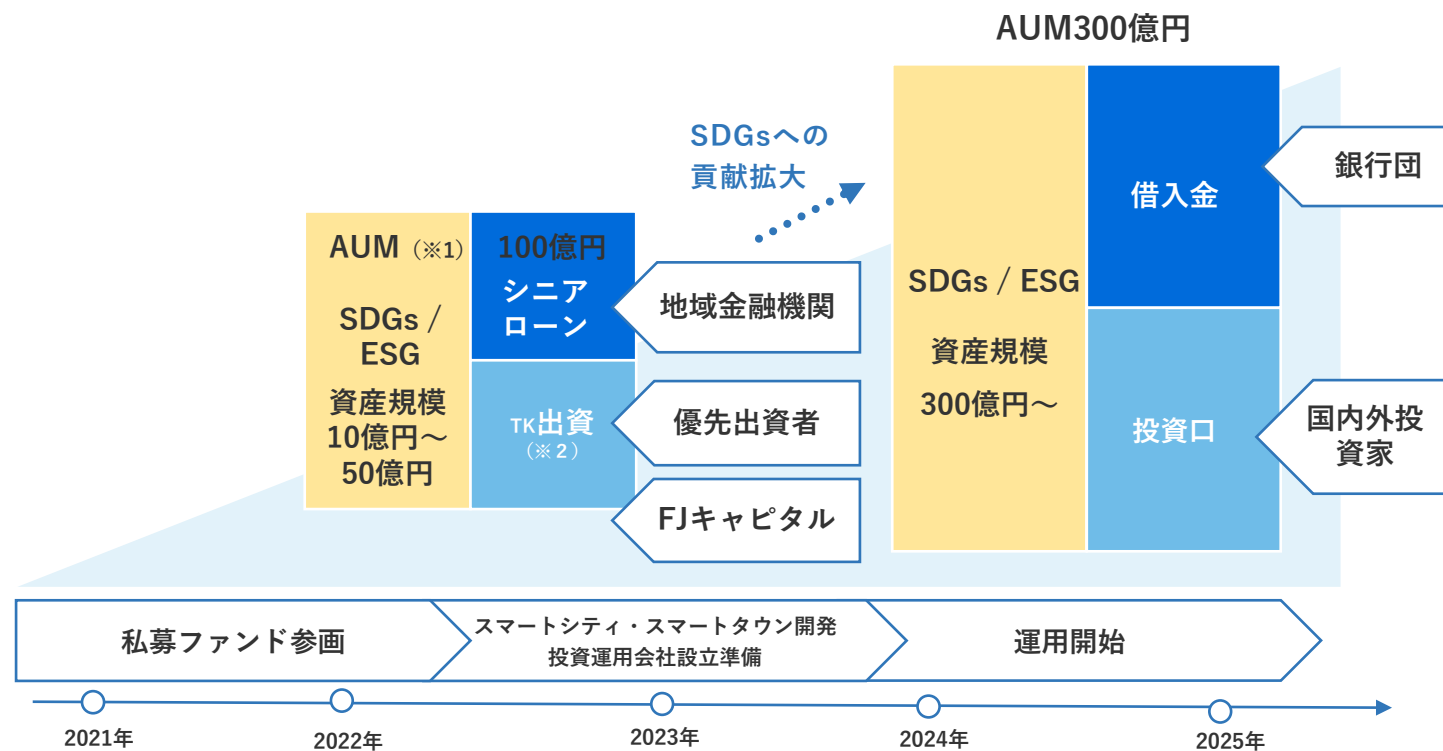 AUM300億円
SDGsへの
貢献拡大
銀行団
借入金
AUM（※1） 100億円
シニア
ローン
地域金融機関
SDGs /
ESG
SDGs / ESG
資産規模
300億円～
資産規模
10億円～
50億円
TK出資
（※２）
優先出資者
投資口
国内外投
資家
FJキャピタル
私募ファンド参画
スマートシティ・スマートタウン開発
投資運用会社設立準備
運用開始
2021年
2022年
2023年
2024年
2025年